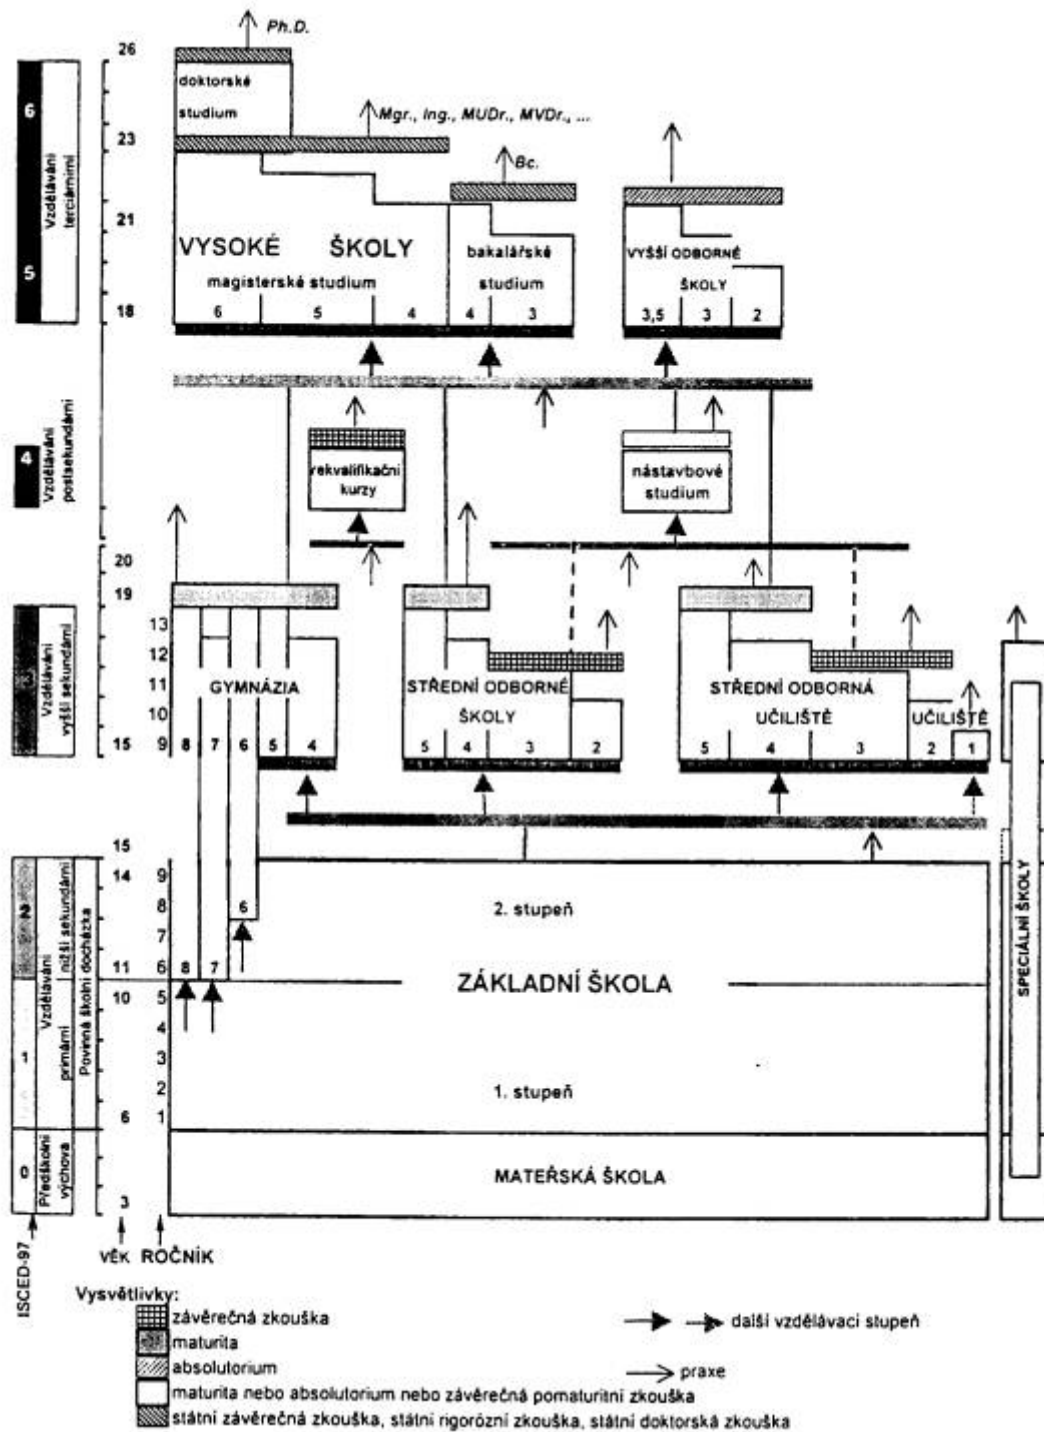 Ph.D.
26
doktorské
studium
6
Mgr., Ing., MUDr., MVDr., ...
23
Bc.
Vzdělávání
terciární
21
VYSOKÉ ŠKOLY
bakalářské
studium
VYŠŠÍ ODBORNÉ
ŠKOLY
5
magisterské studium
18
6 5 4 4 3 3,5 3 2
4
Vzdělávání
postsekundární
rekvalifikační
kurzy
nástavbové
studium
20
19
13
12
3
Vzdělávání
vyšší sekundární
11
GYMNÁZIA
STŘEDNÍ ODBORNÉ
ŠKOLY
STŘEDNÍ ODBORNÁ
UČILIŠTĚ
UČILIŠTĚ
10
15 9
8 7 6 5 4 5 4 3 2 5 4 3 2 1
15
14 9
2
8
6
2. stupeň
7
11 6
8 7
ZÁKLADNÍ ŠKOLA
10 5
4
1
3
2
1. stupeň
6 1
Vzdělávání
primární
nižší sekundární
Povinná školní docházka
SPECIÁLNÍ ŠKOLY
0
Předškolní
výchova
MATEŘSKÁ ŠKOLA
3
ISCED-97
VĚK ROČNÍK
Vysvětlivky:
závěrečná zkouška
další vzdělávací stupeň
maturita
absolutorium
praxe
maturita nebo absolutorium nebo závěrečná pomaturitní zkouška
státní závěrečná zkouška, státní rigorózní zkouška, státní doktorská zkouška